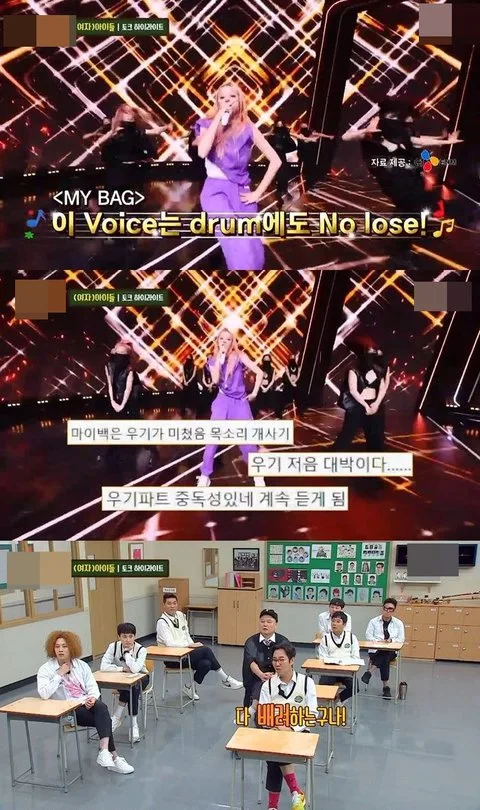 (여자)아이들 | 토크 하이라이트
자료 제공 :
<MY BAG>
이 Voice는 drum에도 No lose!
(여자)아이들 | 토크 하이라이트
마이백은 우기가 미쳤음 목소리 개사기
우기 저음 대박이다......
우기파트 중독성있네 계속 듣게 됨
(여자)아이들 | 토크 하이라이트
다 배려하는구나!